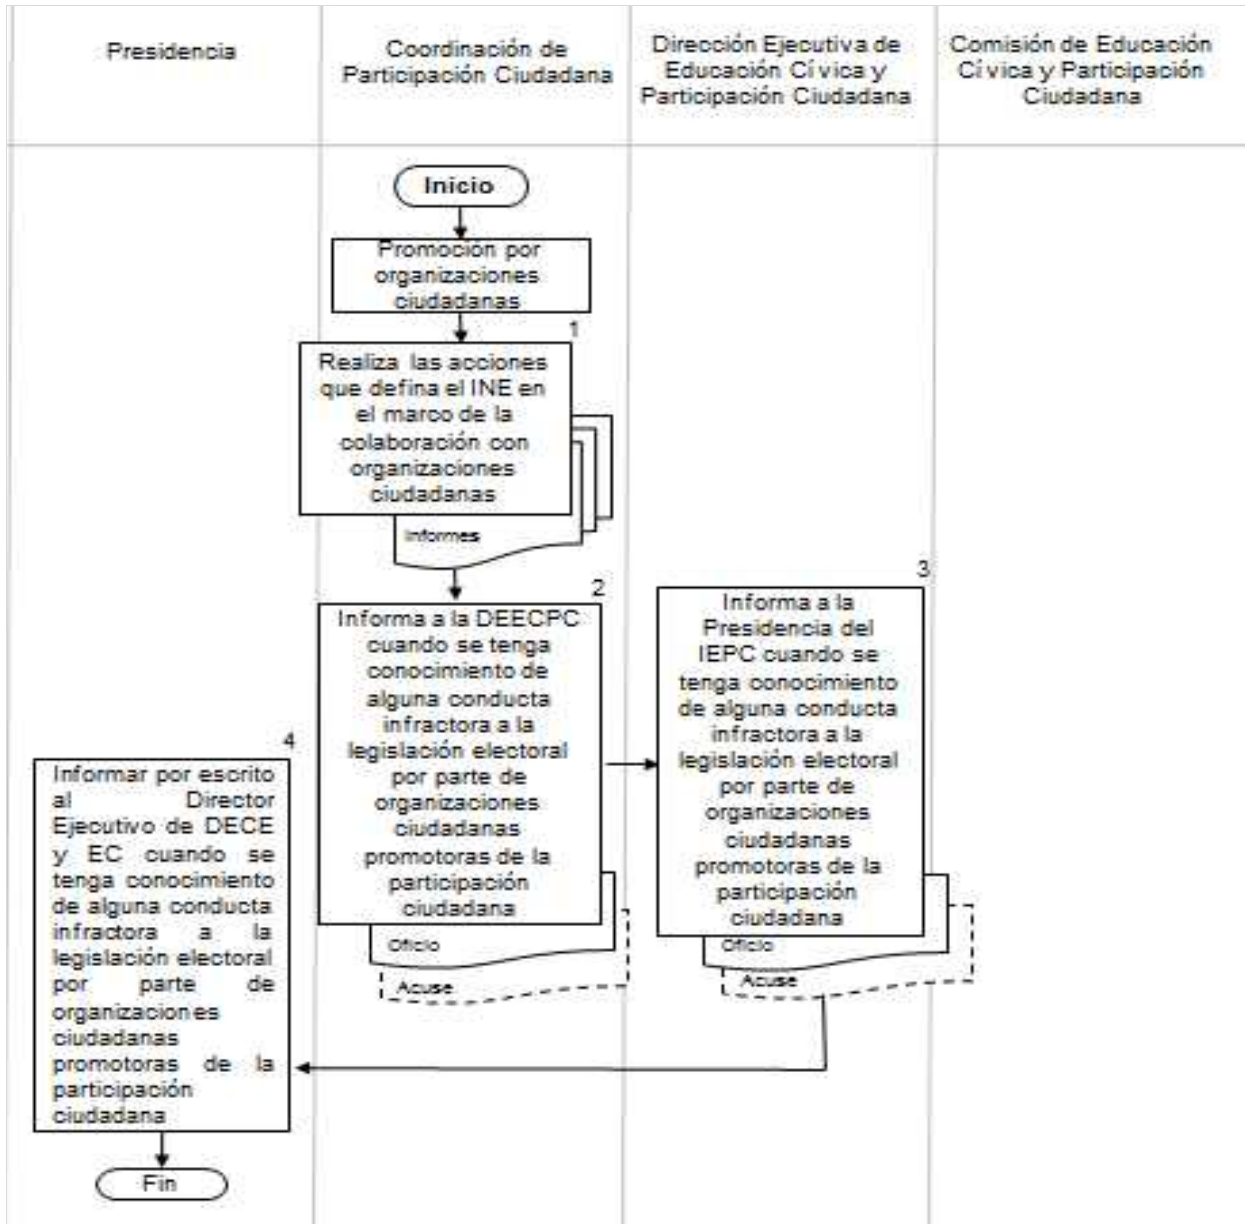 Presidencia
Coordinación de
Participación Ciudadana
Dirección Ejecutiva de
Educación Cívica y
Participación Ciudadana
Comisión de Educación
Cívica y Participación
Ciudadana
Inicio
Promoción por
organizaciones
ciudadanas
1
Realiza las acciones
que defina el INE en
el marco de la
colaboración con
organizaciones
ciudadanas
Informes
2
Informa a la DEECPC
cuando se tenga
conocimiento de
alguna conducta
infractora a la
legislación electoral
por parte de
organizaciones
ciudadanas
promotoras de la
participación
ciudadana
Oficio
Acuse
3
Informa a la
Presidencia del
IEPC cuando se
tenga conocimiento
de alguna conducta
infractora a la
legislación electoral
por parte de
organizaciones
ciudadanas
promotoras de la
participación
ciudadana
Oficio
Acuse
4
Informar por escrito
al Director
Ejecutivo de DECE
y EC cuando se
tenga conocimiento
de alguna conducta
infractora a la
legislación electoral
por parte de
organizaciones
ciudadanas
promotoras de la
participación
ciudadana
Fin